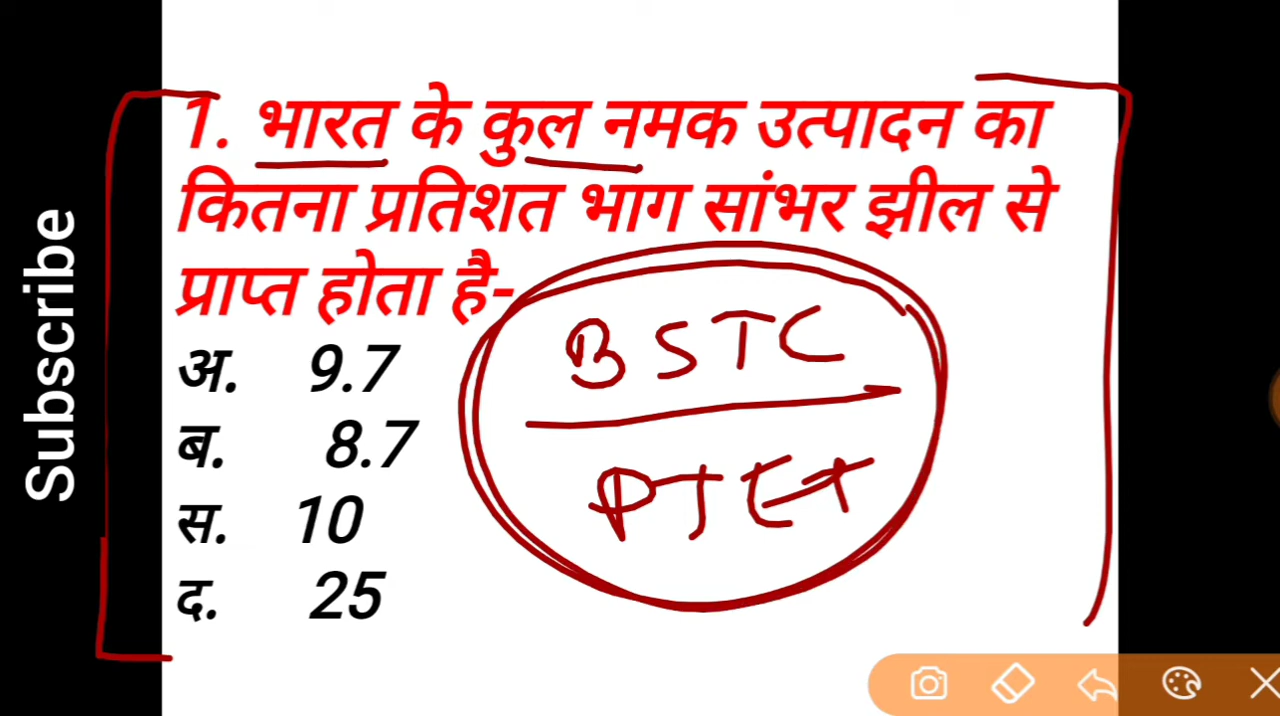 Subscribe
1. भारत के कुल नमक उत्पादन का
कितना प्रतिशत भाग सांभर झील से
प्राप्त होता है-
अ. 9.7
ब. 8.7
स. 10
द. 25
BSTC
PTET